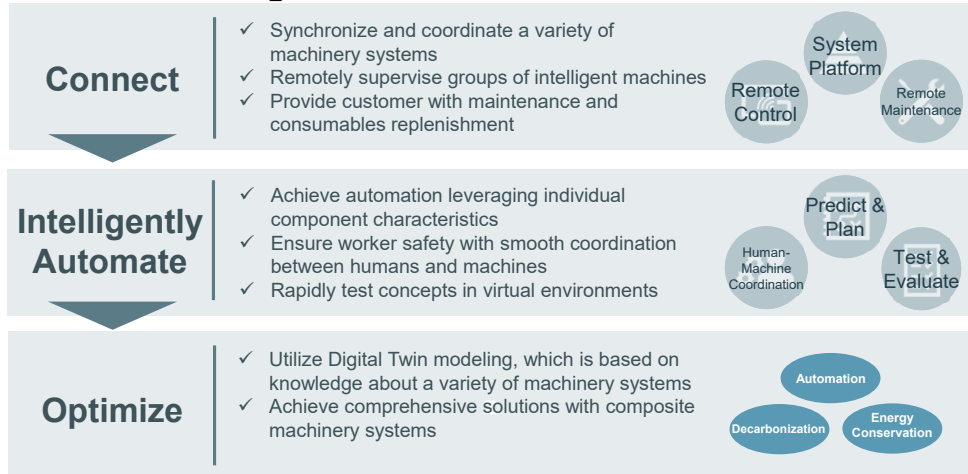 Connect
✓ Synchronize and coordinate a variety of
machinery systems
✓ Remotely supervise groups of intelligent machines
✓ Provide customer with maintenance and
consumables replenishment
System
Platform
Remote
Control
Remote
Maintenance
Intelligently
Automate
✓ Achieve automation leveraging individual
component characteristics
✓ Ensure worker safety with smooth coordination
between humans and machines
✓ Rapidly test concepts in virtual environments
Predict &
Plan
Human-
Machine
Coordination
Test &
Evaluate
Optimize
✓ Utilize Digital Twin modeling, which is based on
knowledge about a variety of machinery systems
✓ Achieve comprehensive solutions with composite
machinery systems
Automation
Decarbonization
Energy
Conservation